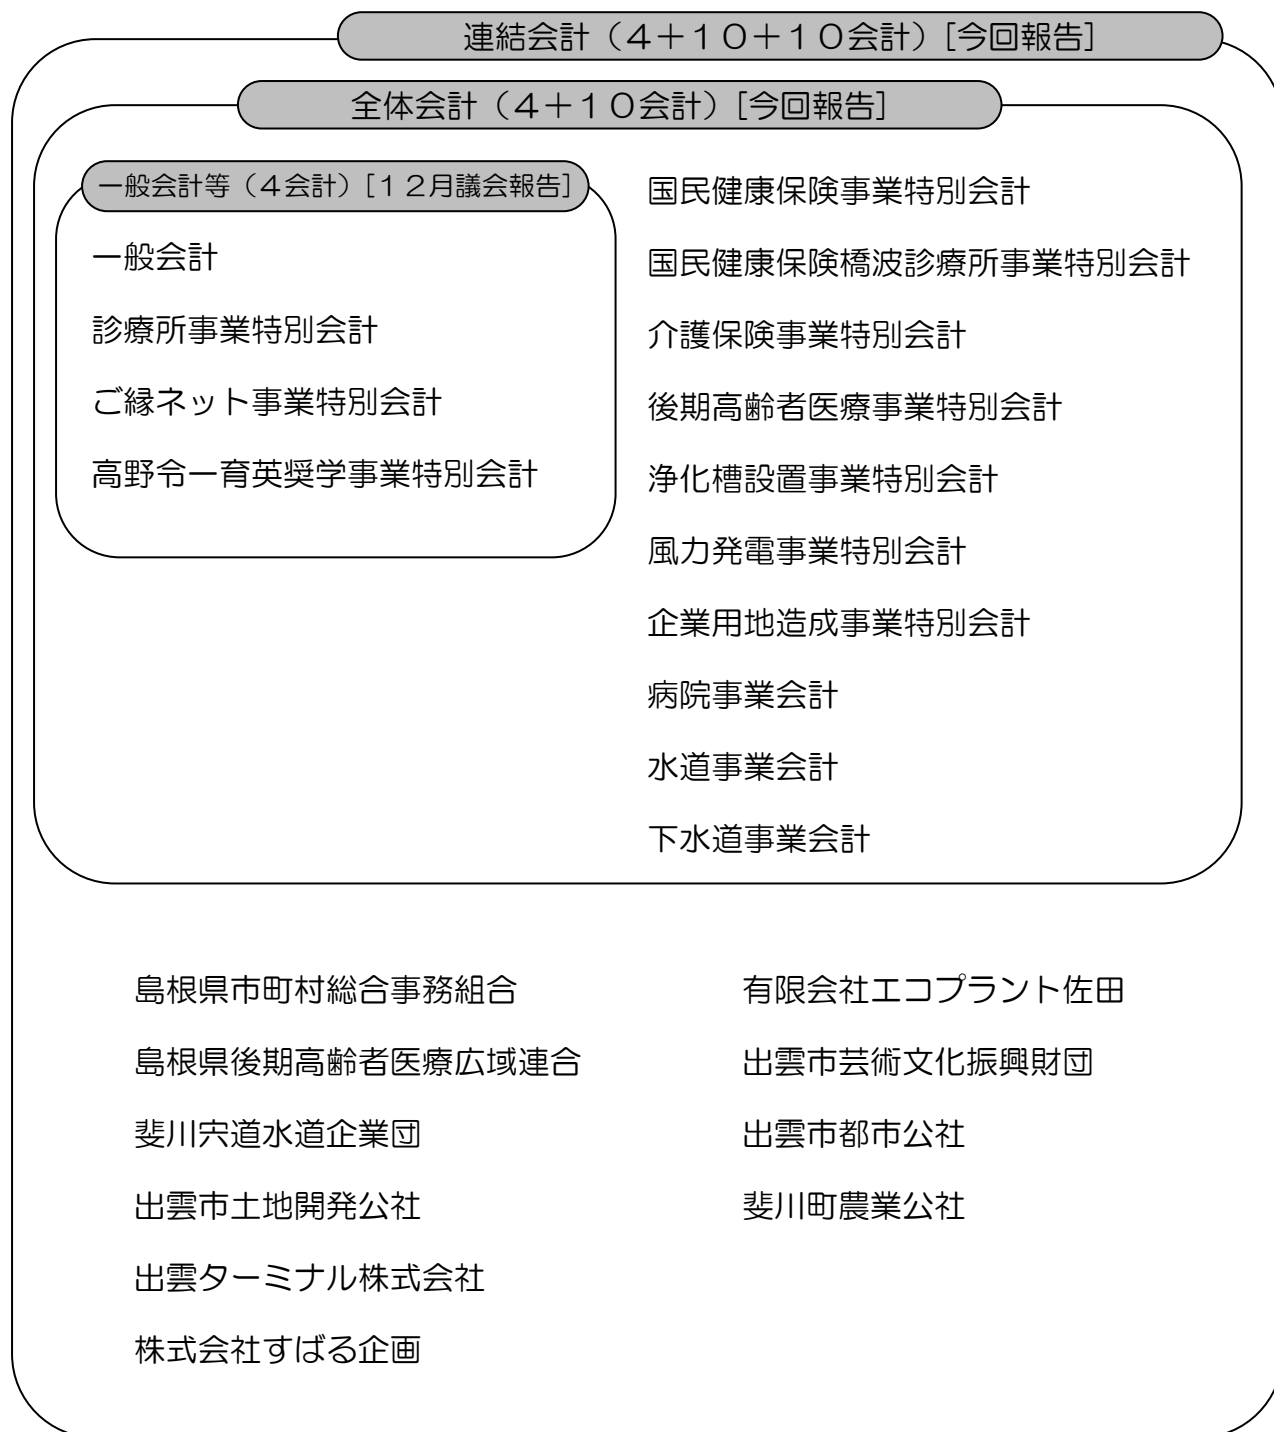 連結会計（４＋１０＋１０会計）[今回報告]
全体会計（４＋１０会計）[今回報告]
一般会計等（４会計）[１２月議会報告]
一般会計
診療所事業特別会計
ご縁ネット事業特別会計
高野令一育英奨学事業特別会計
国民健康保険事業特別会計
国民健康保険橋波診療所事業特別会計
介護保険事業特別会計
後期高齢者医療事業特別会計
浄化槽設置事業特別会計
風力発電事業特別会計
企業用地造成事業特別会計
病院事業会計
水道事業会計
下水道事業会計
島根県市町村総合事務組合
島根県後期高齢者医療広域連合
斐川宍道水道企業団
出雲市土地開発公社
出雲ターミナル株式会社
株式会社すばる企画
有限会社エコプラント佐田
出雲市芸術文化振興財団
出雲市都市公社
斐川町農業公社